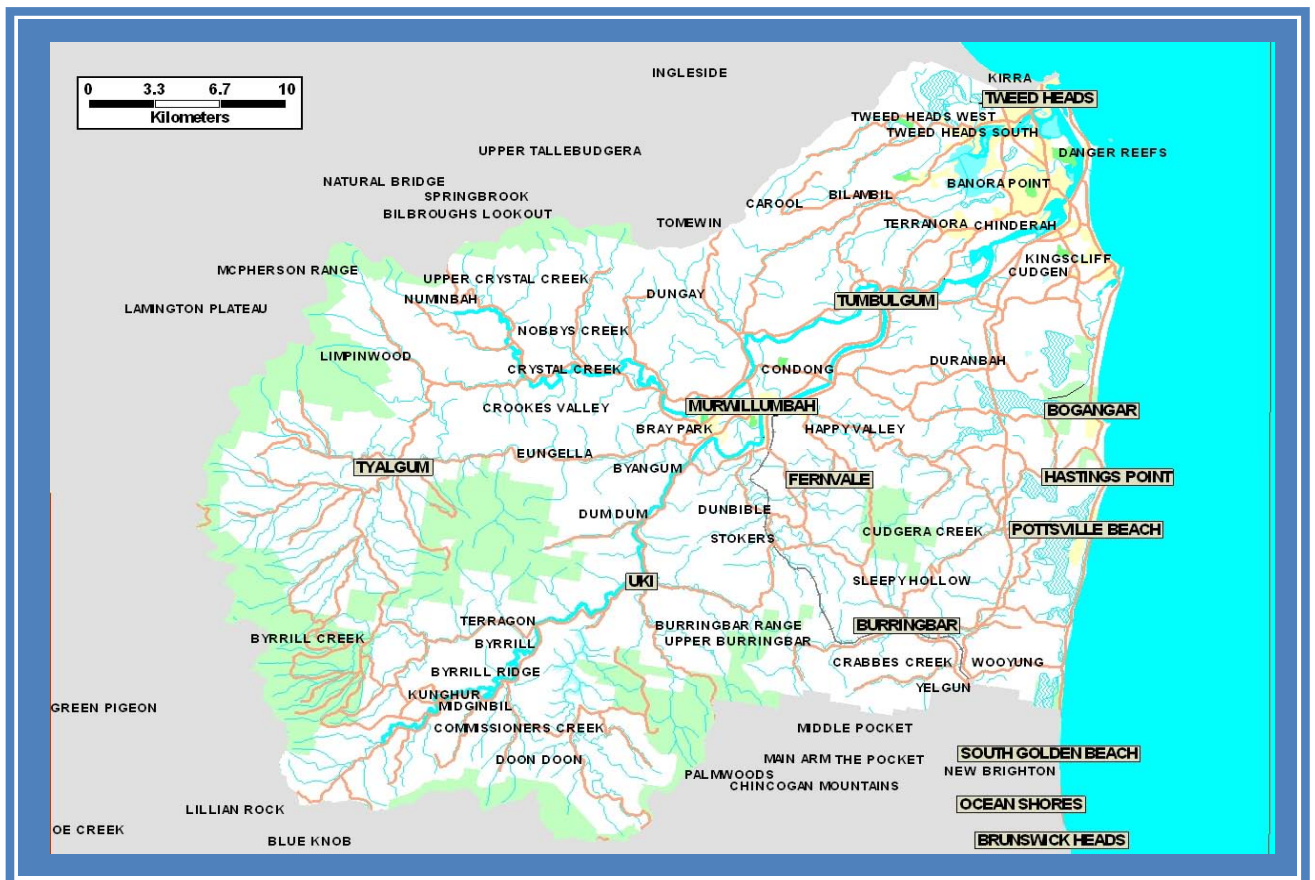 INGLESIDE
KIRRA
0 3.3 6.7 10
Kilometers
TWEED HEADS
TWEED HEADS WEST
TWEED HEADS SOUTH
UPPER TALLEBUDGERA
DANGER REEFS
NATURAL BRIDGE
BANORA POINT
SPRINGBROOK
BILAMBIL
CAROOL
BILBROUGHS LOOKOUT
TOMEWIN
TERRANORA
CHINDERAH
KINGSCLIFF
MCPHERSON RANGE
CUDGEN
UPPER CRYSTAL CREEK
DUNGAY
NUMINBAH
TUMBULGUM
LAMINGTON PLATEAU
NOBBYS CREEK
LIMPINWOOD
DURANBAH
CRYSTAL CREEK
CONDONG
CROOKES VALLEY
MURWILLUMBAH
BOGANGAR
BRAY PARK
HAPPY VALLEY
EUNGELLA
TYALGUM
BYANGUM
HASTINGS POINT
FERNVALE
DUM DUM
DUNBIBLE
POTTSVILLE BEACH
CUDGERA CREEK
STOKERS
UKI
SLEEPY HOLLOW
TERRAGON
BURRINGBAR RANGE
BURRINGBAR
BYRRILL CREEK
BYRRILL
UPPER BURRINGBAR
CRABBES CREEK
WOOYUNG
BYRRILL RIDGE
YELGUN
KUNGHUR
MIDGINBIL
GREEN PIGEON
COMMISSIONERS CREEK
MIDDLE POCKET
SOUTH GOLDEN BEACH
DOON DOON
MAIN ARM
THE POCKET
NEW BRIGHTON
PALMWOODS
CHINCOGAN MOUNTAINS
OCEAN SHORES
LILLIAN ROCK
OE CREEK
BLUE KNOB
BRUNSWICK HEADS